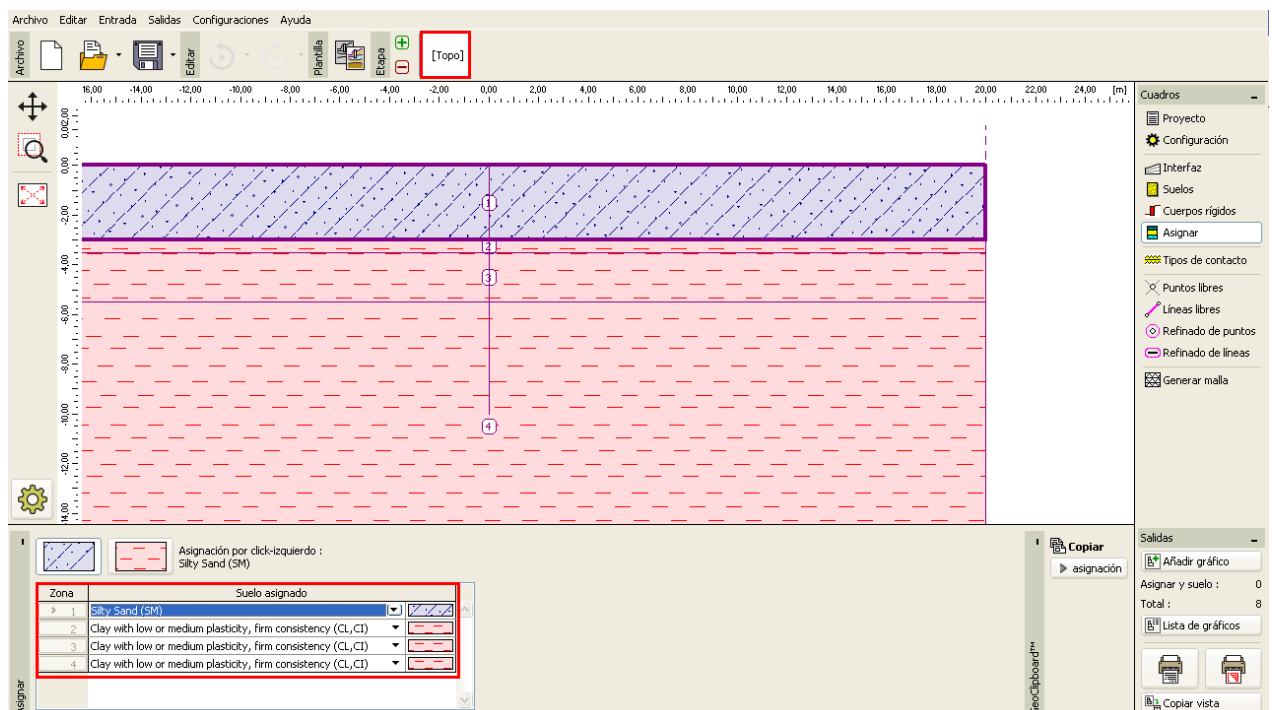 Archivo Editar Entrada Salidas Configuraciones Ayuda
Archivo
Editar
Plantilla
Etapa
[Topo]
16,00 -14,00 -12,00 -10,00 -8,00 -6,00 -4,00 -2,00 0,00 2,00 4,00 6,00 8,00 10,00 12,00 14,00 16,00 18,00 20,00 22,00 24,00 [m]
0,02,00
0,00
-2,00
-4,00
-6,00
-8,00
-10,00
-12,00
-14,00
1
2
3
4
Cuadros
Proyecto
Configuración
Interfaz
Suelos
Cuerpos rígidos
Asignar
Tipos de contacto
Puntos libres
Líneas libres
Refinado de puntos
Refinado de líneas
Generar malla
Asignar
Asignación por click-izquierdo :
Silty Sand (SM)
Zona Suelo asignado
> 1 Silty Sand (SM)
2 Clay with low or medium plasticity, firm consistency (CL,CI)
3 Clay with low or medium plasticity, firm consistency (CL,CI)
4 Clay with low or medium plasticity, firm consistency (CL,CI)
GeoClipboard™
Copiar
asignación
Salidas
Añadir gráfico
Asignar y suelo : 0
Total : 8
Lista de gráficos
Copiar vista